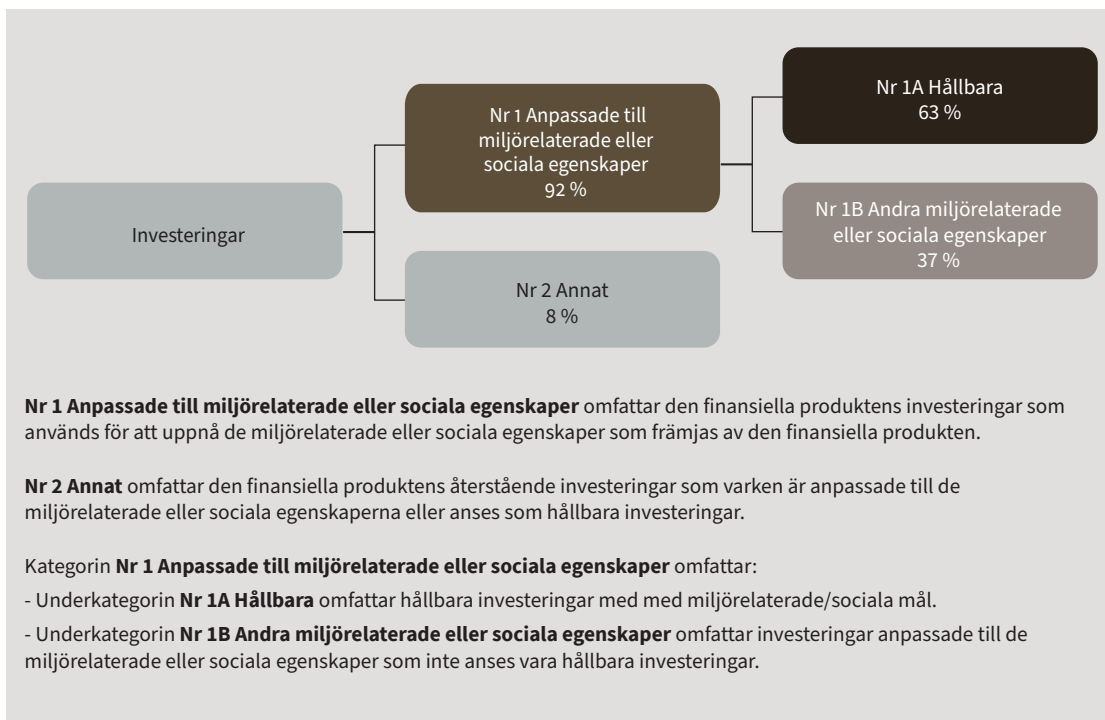 Investeringar
Nr 1 Anpassade till
miljörelaterade eller
sociala egenskaper
92 %
Nr 2 Annat
8 %
Nr 1A Hållbara
63 %
Nr 1B Andra miljörelaterade
eller sociala egenskaper
37 %
Nr 1 Anpassade till miljörelaterade eller sociala egenskaper omfattar den finansiella produktens investeringar som
används för att uppnå de miljörelaterade eller sociala egenskaper som främjas av den finansiella produkten.
Nr 2 Annat omfattar den finansiella produktens återstående investeringar som varken är anpassade till de
miljörelaterade eller sociala egenskaperna eller anses som hållbara investeringar.
Kategorin Nr 1 Anpassade till miljörelaterade eller sociala egenskaper omfattar:
- Underkategorin Nr 1A Hållbara omfattar hållbara investeringar med med miljörelaterade/sociala mål.
- Underkategorin Nr 1B Andra miljörelaterade eller sociala egenskaper omfattar investeringar anpassade till de
miljörelaterade eller sociala egenskaper som inte anses vara hållbara investeringar.